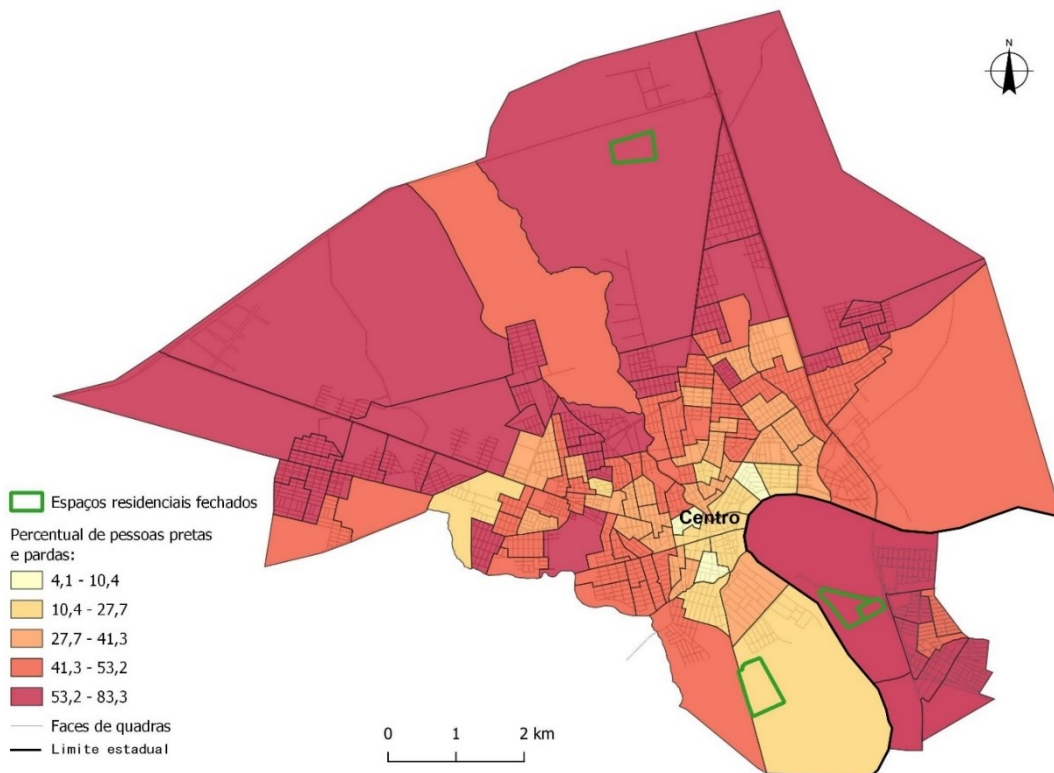 N
Centro
Espaços residenciais fechados
Percentual de pessoas pretas
e pardas:
4,1 - 10,4
10,4 - 27,7
27,7 - 41,3
41,3 - 53,2
53,2 - 83,3
Faces de quadras
Limite estadual
0 1 2 km